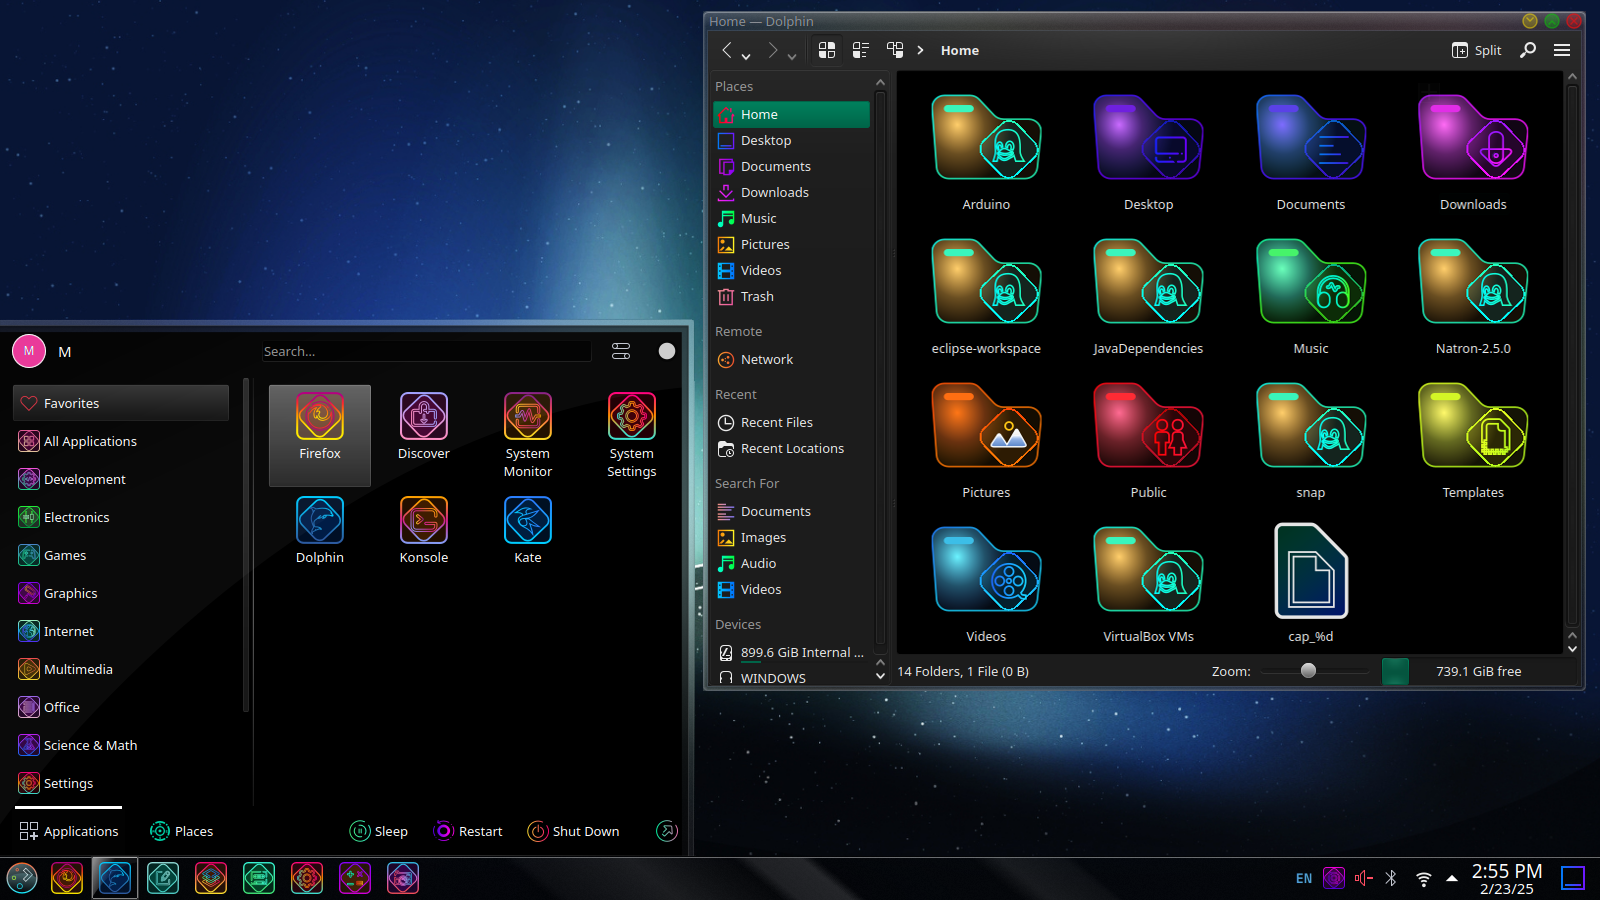 Home — Dolphin
Home
Split
Places
Home
Desktop
Documents
Downloads
Music
Pictures
Videos
Trash
Remote
Network
Recent
Recent Files
Recent Locations
Search For
Documents
Images
Audio
Videos
Devices
899.6 GiB Internal ...
WINDOWS
Arduino
Desktop
Documents
Downloads
eclipse-workspace
JavaDependencies
Music
Natron-2.5.0
Pictures
Public
snap
Templates
Videos
VirtualBox VMs
cap_%d
14 Folders, 1 File (0 B)
Zoom:
739.1 GiB free
M
M
Search...
Favorites
All Applications
Development
Electronics
Games
Graphics
Internet
Multimedia
Office
Science & Math
Settings
Firefox
Discover
System
Monitor
System
Settings
Dolphin
Konsole
Kate
Applications
Places
Sleep
Restart
Shut Down
EN
2:55 PM
2/23/25